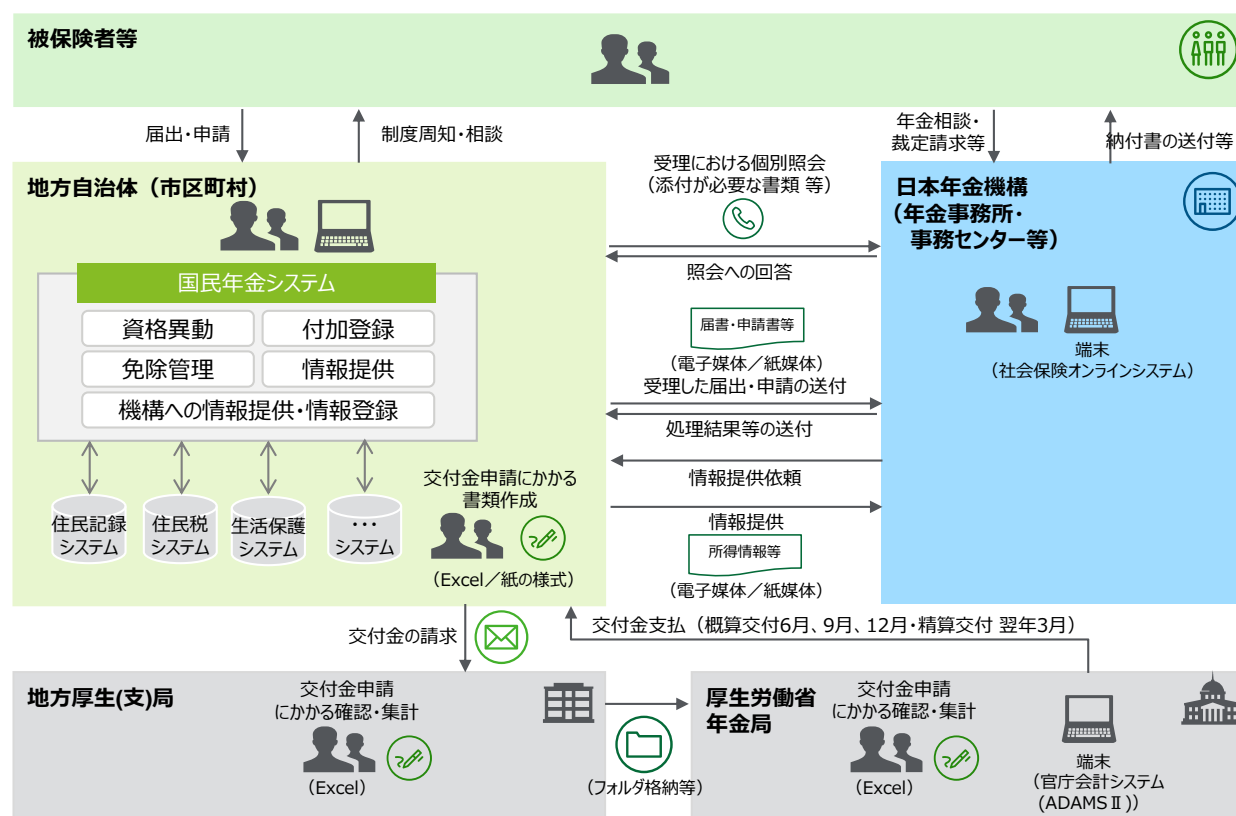 被保険者等
届出・申請
制度周知・相談
年金相談・
裁定請求等
納付書の送付等
地方自治体（市区町村）
国民年金システム
資格異動
付加登録
免除管理
情報提供
機構への情報提供・情報登録
住民記録
システム
住民税
システム
生活保護
システム
・・・
システム
交付金申請にかかる
書類作成
（Excel／紙の様式）
受理における個別照会
（添付が必要な書類 等）
照会への回答
届書・申請書等
（電子媒体／紙媒体）
受理した届出・申請の送付
処理結果等の送付
情報提供依頼
情報提供
所得情報等
（電子媒体／紙媒体）
日本年金機構
（年金事務所・
事務センター等）
端末
（社会保険オンラインシステム）
交付金の請求
交付金支払（概算交付6月、9月、12月・精算交付 翌年3月）
地方厚生(支)局
交付金申請
にかかる確認・集計
（Excel）
（フォルダ格納等）
厚生労働省
年金局
交付金申請
にかかる確認・集計
（Excel）
端末
（官庁会計システム
（ADAMSⅡ））